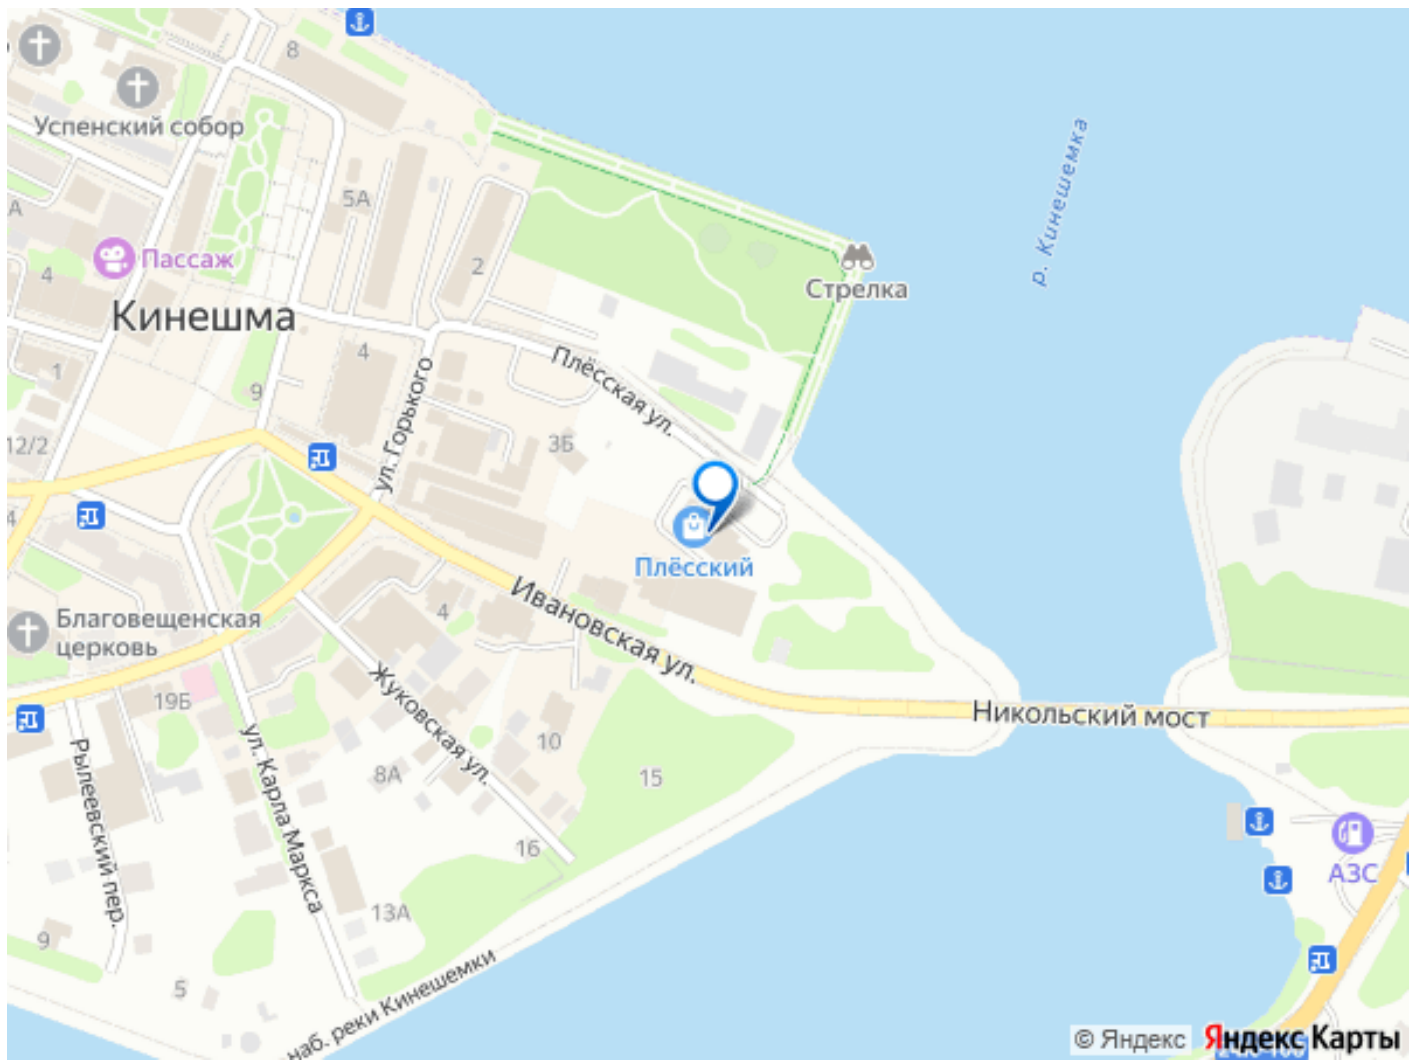 8
Успенский собор
р. Кинешемка
5А
А
Пассаж
2
Стрелка
4
Кинешма
4
1
Плёсская ул.
ул. Горького
9
12/2
3Б
4
Плёсский
Ивановская ул.
Благовещенская
церковь
4
Жуковская ул.
19Б
Никольский мост
10
15
8А
ул. Карла Маркса
Рылеевский пер.
16
АЗС
13А
9
5
наб. реки Кинешемки
© Яндекс
Яндекс Карты